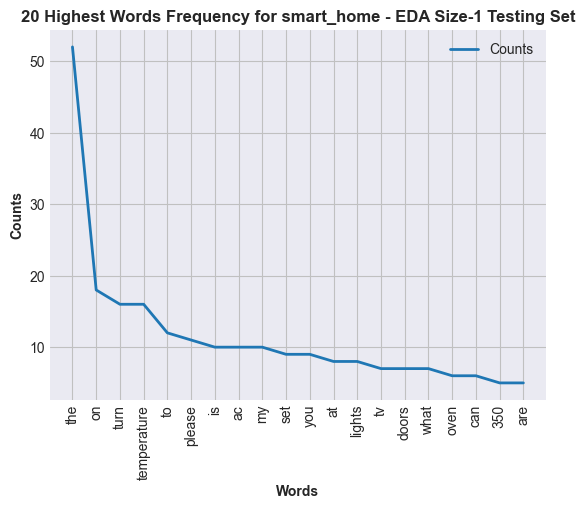 20 Highest Words Frequency for smart_home - EDA Size-1 Testing Set
Counts
50
40
30
20
10
Counts
the
on
turn
temperature
to
please
is
ac
my
set
you
at
lights
tv
doors
what
oven
can
350
are
Words